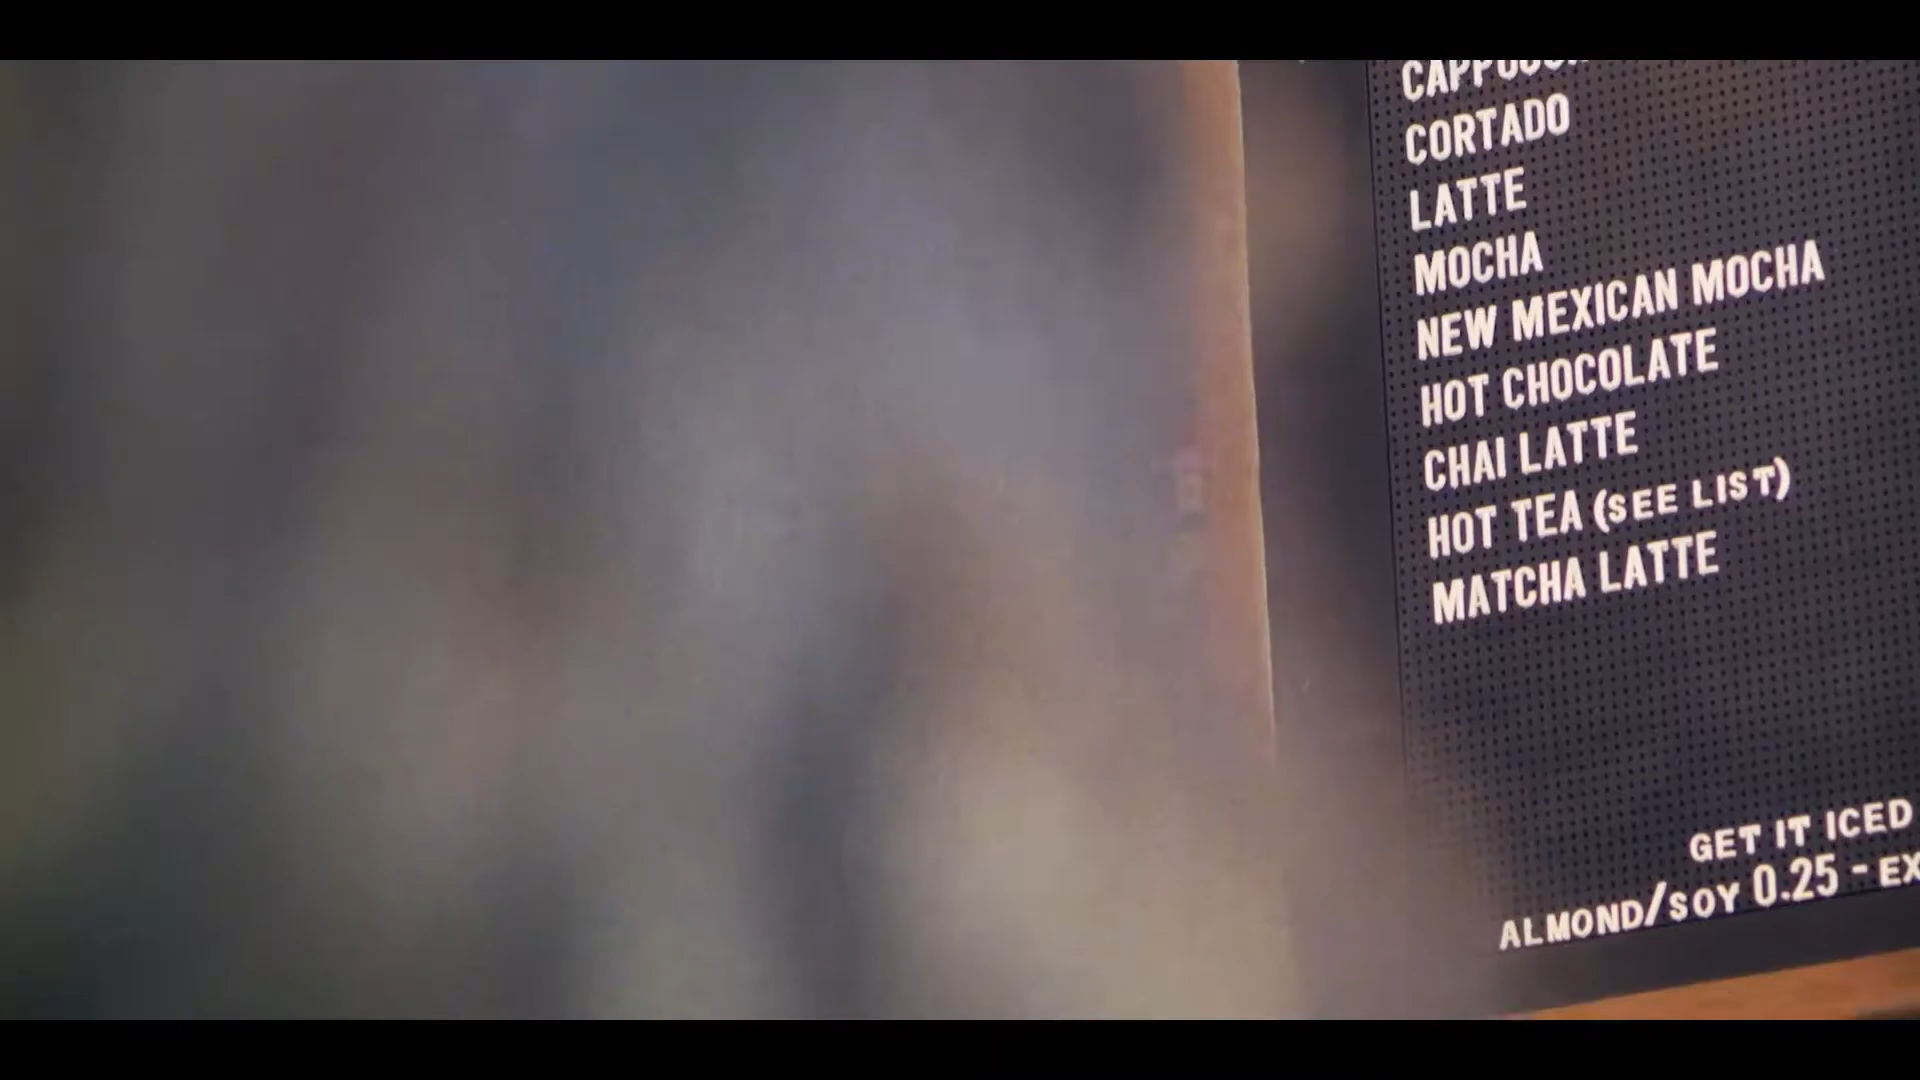 CORTADO
LATTE
MOCHA
NEW MEXICAN MOCHA
HOT CHOCOLATE
CHAI LATTE
HOT TEA (SEE LIST)
MATCHA LATTE
GET IT ICED
ALMOND/SOY 0.25 -